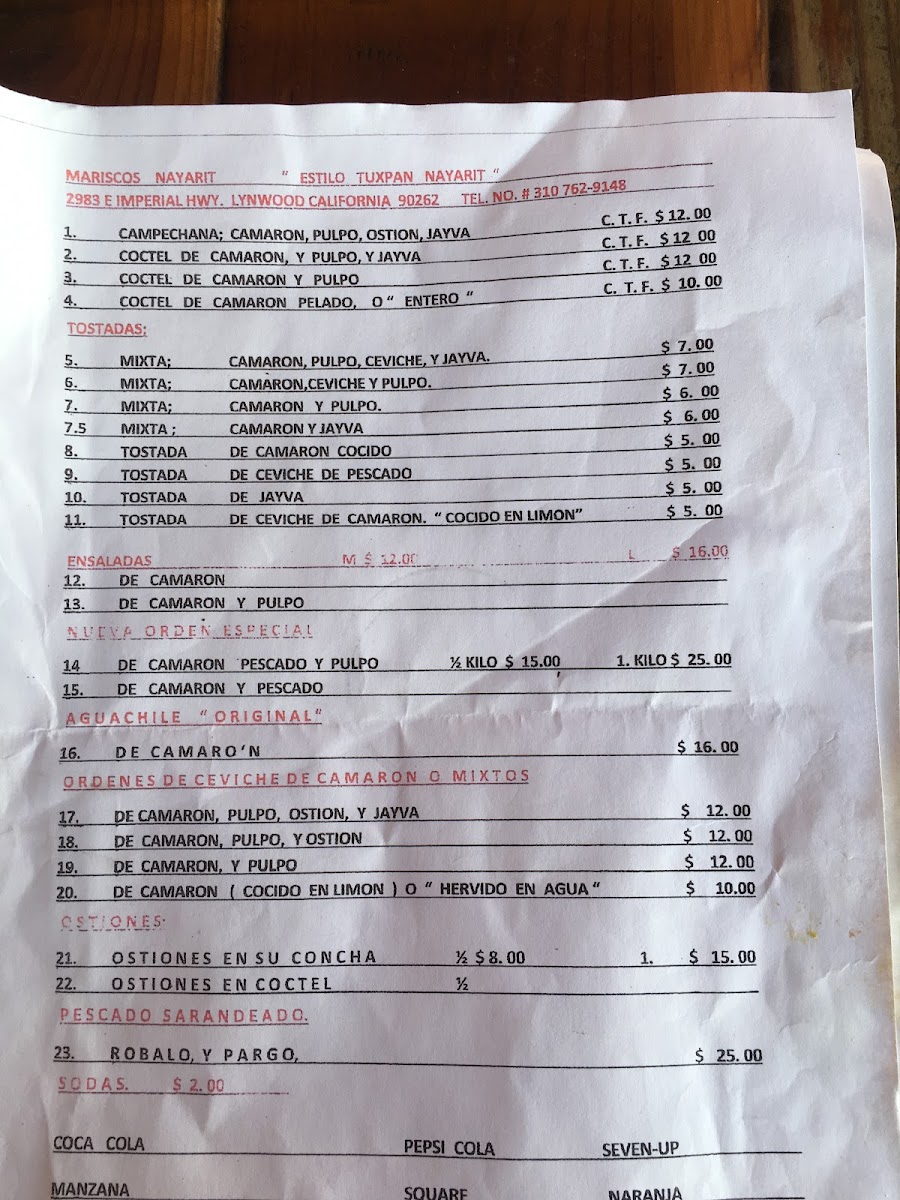 MARISCOS NAYARIT " ESTILO TUXPAN NAYARIT "
2983 E IMPERIAL HWY. LYNWOOD CALIFORNIA 90262 TEL. NO. # 310 762-9148
1. CAMPECHANA; CAMARON, PULPO, OSTION, JAYVA C. T. F. $ 12. 00
2. COCTEL DE CAMARON, Y PULPO, Y JAYVA C. T. F. $ 12 00
3. COCTEL DE CAMARON Y PULPO C. T. F. $ 12 00
4. COCTEL DE CAMARON PELADO, O " ENTERO " C. T. F. $ 10. 00
TOSTADAS;
5. MIXTA; CAMARON, PULPO, CEVICHE, Y JAYVA. $ 7. 00
6. MIXTA; CAMARON,CEVICHE Y PULPO. $ 7. 00
7. MIXTA; CAMARON Y PULPO. $ 6. 00
7.5 MIXTA ; CAMARON Y JAYVA $ 6. 00
8. TOSTADA DE CAMARON COCIDO $ 5. 00
9. TOSTADA DE CEVICHE DE PESCADO $ 5. 00
10. TOSTADA DE JAYVA $ 5. 00
11. TOSTADA DE CEVICHE DE CAMARON. " COCIDO EN LIMON" $ 5. 00
ENSALADAS M $ 12.00 L $ 16.00
12. DE CAMARON
13. DE CAMARON Y PULPO
NUEVA ORDEN ESPECIAL
14 DE CAMARON PESCADO Y PULPO ½ KILO $ 15.00 1. KILO $ 25. 00
15. DE CAMARON Y PESCADO
AGUACHILE " ORIGINAL"
16. DE CAMARO'N $ 16. 00
ORDENES DE CEVICHE DE CAMARON O MIXTOS
17. DE CAMARON, PULPO, OSTION, Y JAYVA $ 12. 00
18. DE CAMARON, PULPO, Y OSTION $ 12. 00
19. DE CAMARON, Y PULPO $ 12. 00
20. DE CAMARON ( COCIDO EN LIMON ) O " HERVIDO EN AGUA " $ 10.00
OSTIONES:
21. OSTIONES EN SU CONCHA ½ $ 8. 00 1. $ 15. 00
22. OSTIONES EN COCTEL ½
PESCADO SARANDEADO.
23. ROBALO, Y PARGO, $ 25. 00
SODAS. $ 2. 00
COCA COLA PEPSI COLA SEVEN-UP
MANZANA SQUARE NARANJA